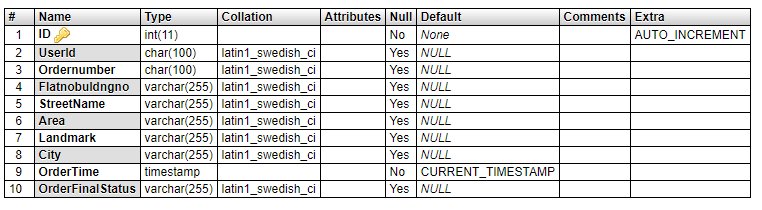 # Name Type Collation Attributes Null Default Comments Extra
1 ID int(11) No None AUTO_INCREMENT
2 UserId char(100) latin1_swedish_ci Yes NULL
3 Ordernumber char(100) latin1_swedish_ci Yes NULL
4 Flatnobuldngno varchar(255) latin1_swedish_ci Yes NULL
5 StreetName varchar(255) latin1_swedish_ci Yes NULL
6 Area varchar(255) latin1_swedish_ci Yes NULL
7 Landmark varchar(255) latin1_swedish_ci Yes NULL
8 City varchar(255) latin1_swedish_ci Yes NULL
9 OrderTime timestamp No CURRENT_TIMESTAMP
10 OrderFinalStatus varchar(255) latin1_swedish_ci Yes NULL